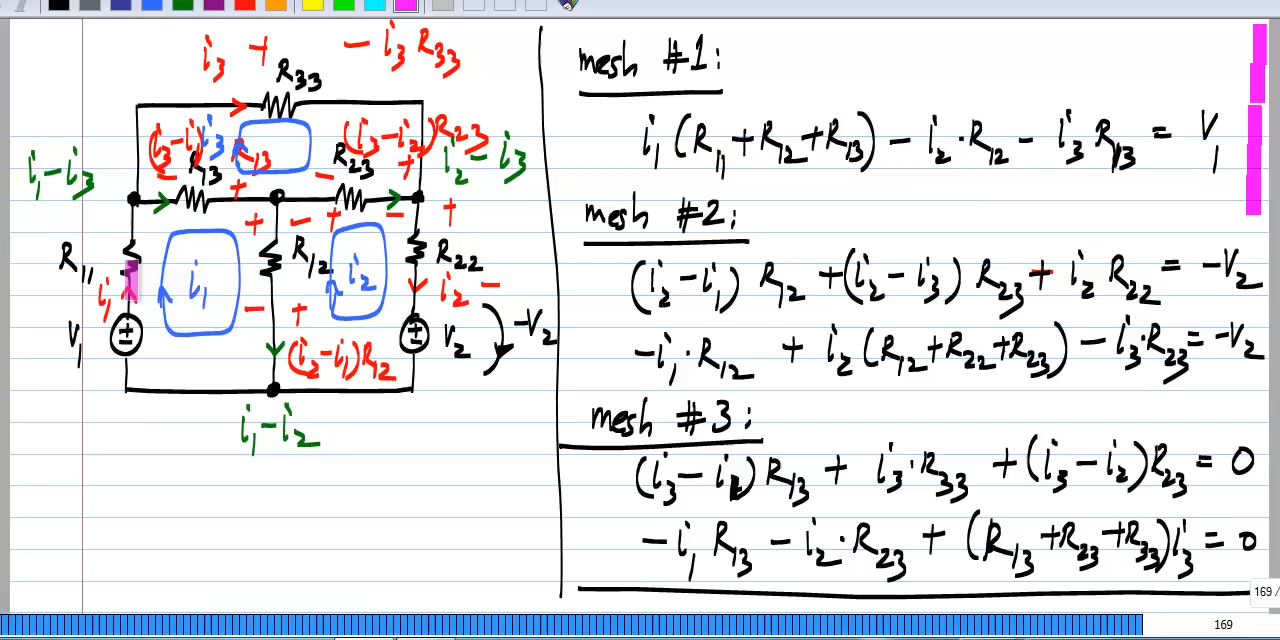 i₃ + − i₃ R₃₃
R₃₃
(i₃−i₁) R₁₃
i₃
(i₃−i₂) R₂₃
i₁−i₃
R₁₃
R₂₃
i₂−i₃
− + − +
+ − + − +
R₁₁
i₁
i₁
R₁₂
i₂
R₂₂
i₂ −
− +
V₁
±
(i₂−i₁)R₁₂
±
V₂
−V₂
i₁−i₂
mesh #1:
i₁ (R₁₁+R₁₂+R₁₃) − i₂·R₁₂ − i₃ R₁₃ = V₁
mesh #2:
(i₂−i₁) R₁₂ +(i₂−i₃) R₂₃+ i₂ R₂₂ = −V₂
−i₁·R₁₂ + i₂(R₁₂+R₂₂+R₂₃) − i₃·R₂₃ = −V₂
mesh #3:
(i₃−i₁)R₁₃ + i₃·R₃₃ +(i₃−i₂)R₂₃ = 0
−i₁ R₁₃ − i₂·R₂₃ + (R₁₃+R₂₃+R₃₃)i₃ = 0
169 /
169